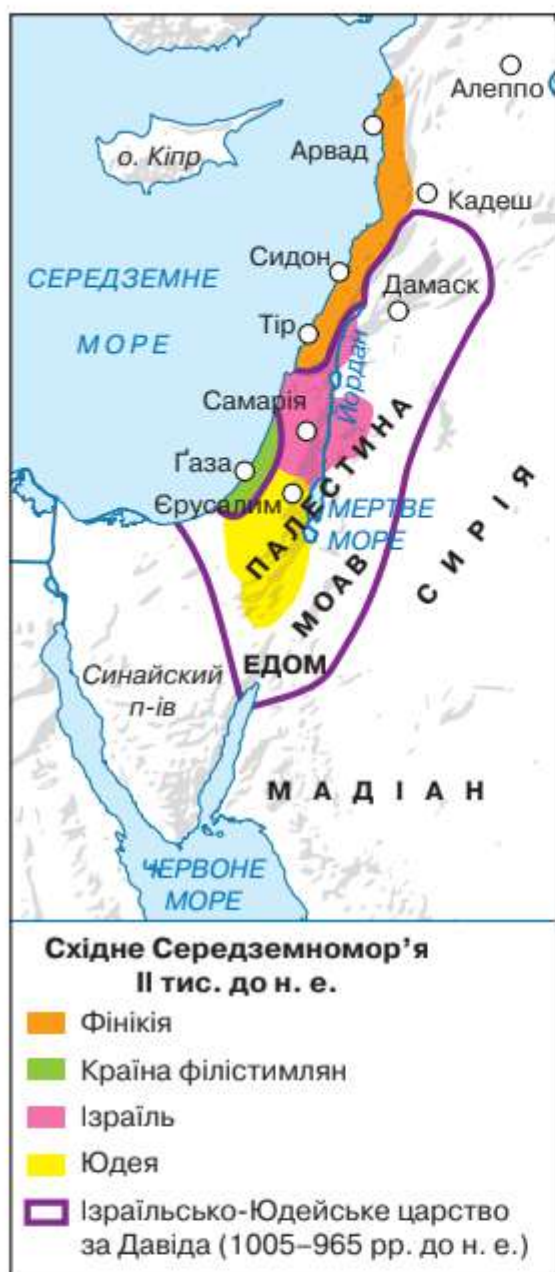 Алеппо
о. Кіпр
Арвад
Кадеш
Сидон
СЕРЕДЗЕМНЕ
МОРЕ
Дамаск
Тір
Йордан
Самарія
Ґаза
Єрусалим
ПАЛЕСТИНА
МЕРТВЕ
МОРЕ
МОАВ
СИРІЯ
ЕДОМ
Синайский
п-ів
МАДІАН
ЧЕРВОНЕ
МОРЕ
Східне Середземномор’я
II тис. до н. е.
Фінікія
Країна філістимлян
Ізраїль
Юдея
Ізраїльсько-Юдейське царство
за Давіда (1005–965 рр. до н. е.)